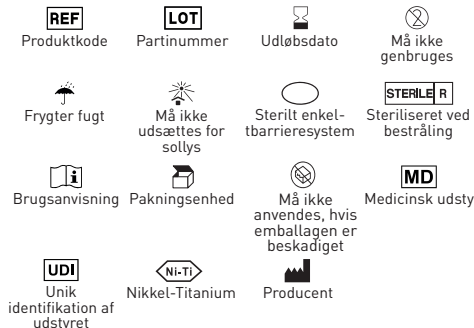 REF
LOT
Produktkode
Partinummer
Udløbsdato
Må ikke
genbruges
2
STERILE R
Frygter fugt
Må ikke
udsættes for
sollys
Sterilt enkel-
tbarrieresystem
Steriliseret ved
bestråling
i
MD
Brugsanvisning
Pakningsenhed
Må ikke
anvendes, hvis
emballagen er
beskadiget
Medicinsk udsty
UDI
Ni-Ti
Unik
identifikation af
udstyret
Nikkel-Titanium
Producent